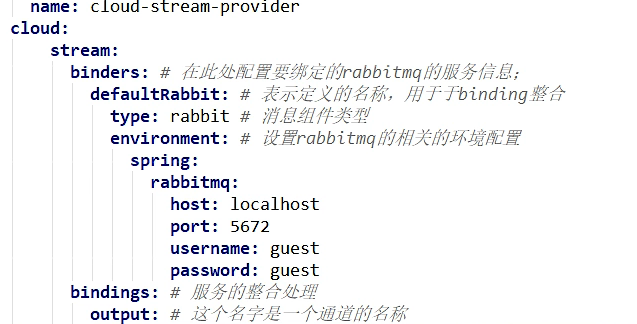 name: cloud-stream-provider
cloud:
stream:
binders: # 在此处配置要绑定的rabbitmq的服务信息；
defaultRabbit: # 表示定义的名称，用于于binding整合
type: rabbit # 消息组件类型
environment: # 设置rabbitmq的相关的环境配置
spring:
rabbitmq:
host: localhost
port: 5672
username: guest
password: guest
bindings: # 服务的整合处理
output: # 这个名字是一个通道的名称